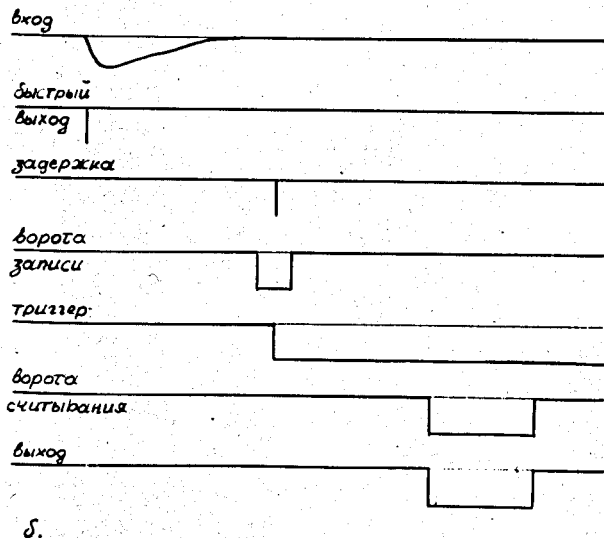 вход
быстрый
выход
задержка
ворота
записи
триггер
ворота
считывания
выход
б.